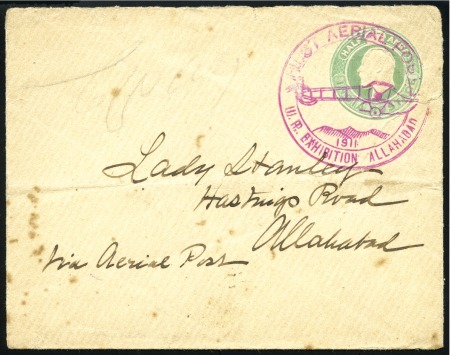 FIRST AERIAL POST
HALF ANNA
1911
U.P. EXHIBITION ALLAHABAD
Lady Stanley
Hastings Road
Allahabad
Via Aerial Post